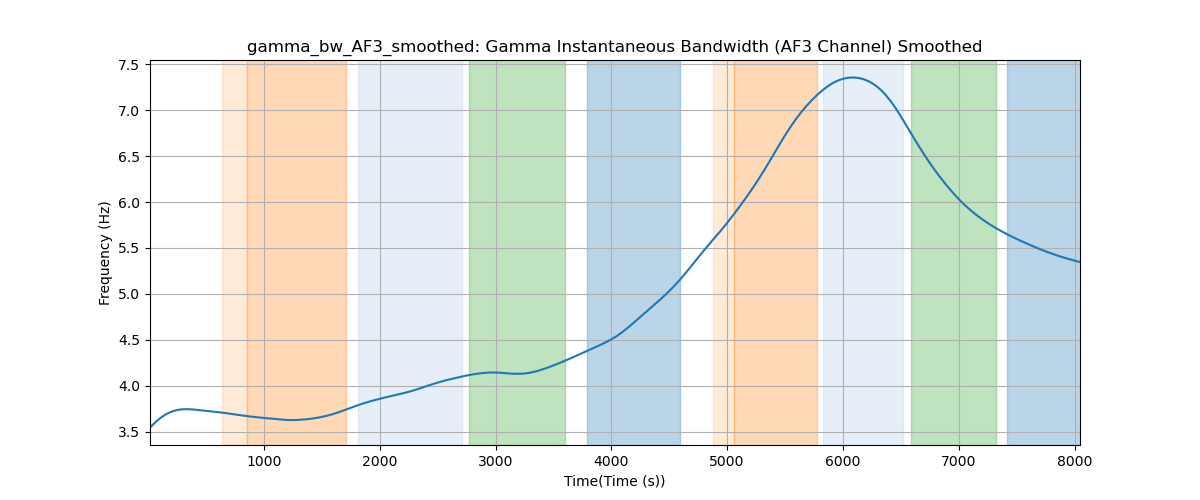 gamma_bw_AF3_smoothed: Gamma Instantaneous Bandwidth (AF3 Channel) Smoothed
7.5
7.0
6.5
6.0
5.5
5.0
4.5
4.0
3.5
Frequency (Hz)
1000 2000 3000 4000 5000 6000 7000 8000
Time(Time (s))